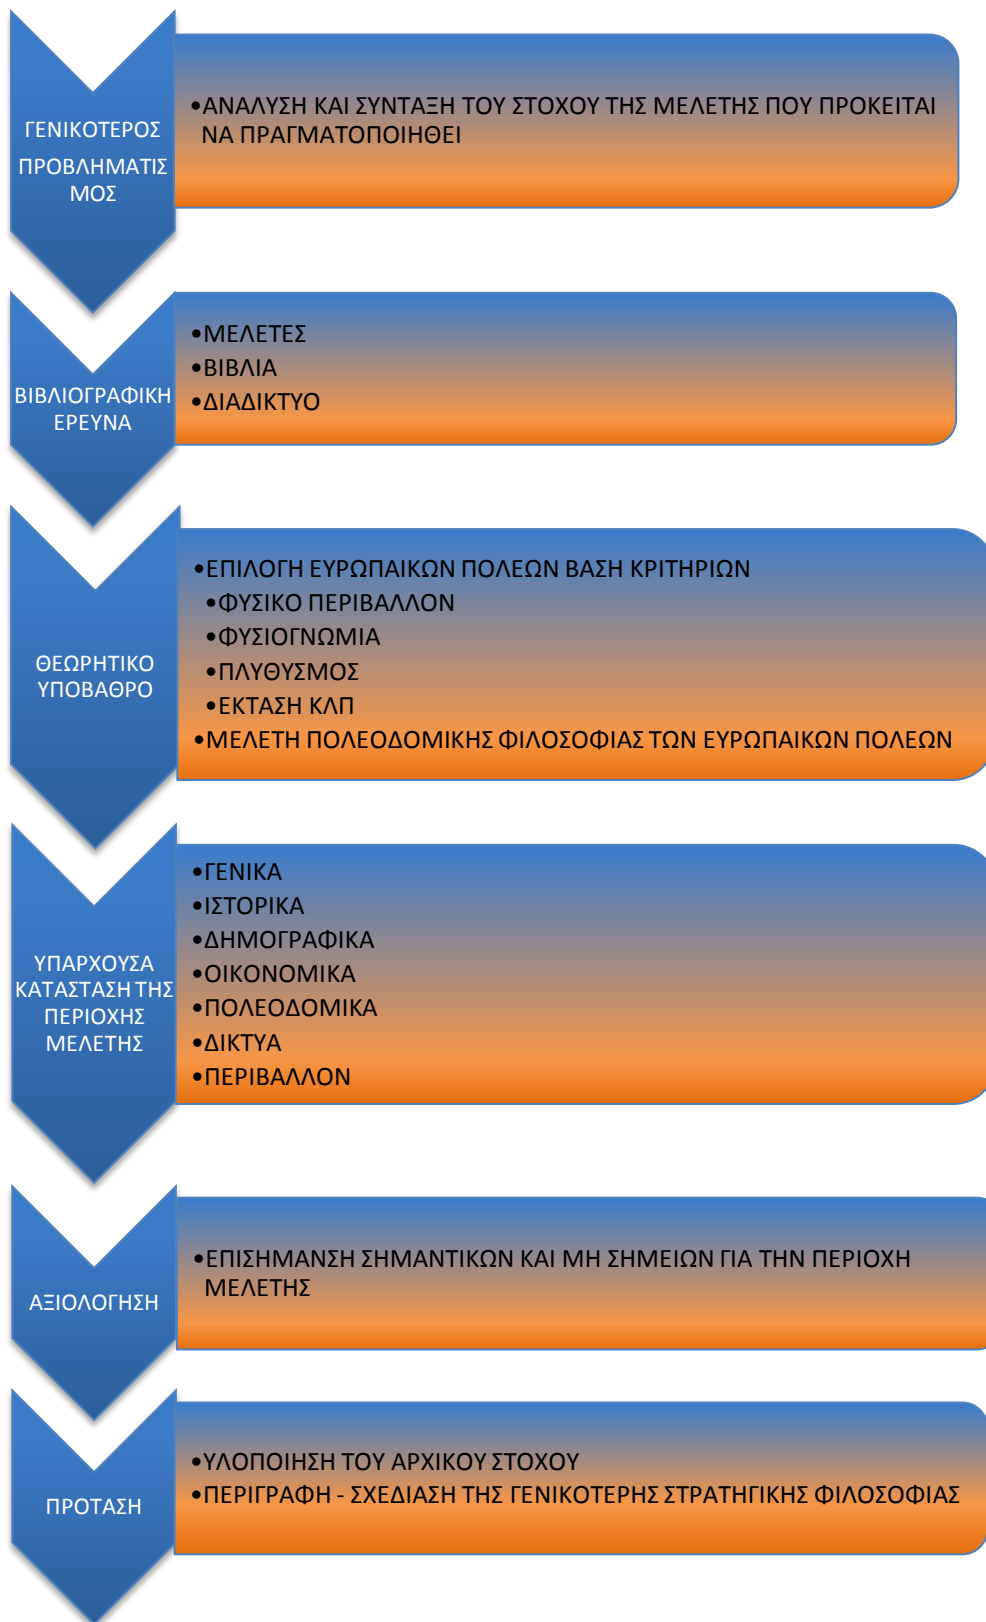 ΓΕΝΙΚΟΤΕΡΟΣ
ΠΡΟΒΛΗΜΑΤΙΣ
ΜΟΣ
•ΑΝΑΛΥΣΗ ΚΑΙ ΣΥΝΤΑΞΗ ΤΟΥ ΣΤΟΧΟΥ ΤΗΣ ΜΕΛΕΤΗΣ ΠΟΥ ΠΡΟΚΕΙΤΑΙ
ΝΑ ΠΡΑΓΜΑΤΟΠΟΙΗΘΕΙ
ΒΙΒΛΙΟΓΡΑΦΙΚΗ
ΕΡΕΥΝΑ
•ΜΕΛΕΤΕΣ
•ΒΙΒΛΙΑ
•ΔΙΑΔΙΚΤΥΟ
ΘΕΩΡΗΤΙΚΟ
ΥΠΟΒΑΘΡΟ
•ΕΠΙΛΟΓΗ ΕΥΡΩΠΑΙΚΩΝ ΠΟΛΕΩΝ ΒΑΣΗ ΚΡΙΤΗΡΙΩΝ
•ΦΥΣΙΚΟ ΠΕΡΙΒΑΛΛΟΝ
•ΦΥΣΙΟΓΝΩΜΙΑ
•ΠΛΥΘΥΣΜΟΣ
•ΕΚΤΑΣΗ ΚΛΠ
•ΜΕΛΕΤΗ ΠΟΛΕΟΔΟΜΙΚΗΣ ΦΙΛΟΣΟΦΙΑΣ ΤΩΝ ΕΥΡΩΠΑΙΚΩΝ ΠΟΛΕΩΝ
ΥΠΑΡΧΟΥΣΑ
ΚΑΤΑΣΤΑΣΗ ΤΗΣ
ΠΕΡΙΟΧΗΣ
ΜΕΛΕΤΗΣ
•ΓΕΝΙΚΑ
•ΙΣΤΟΡΙΚΑ
•ΔΗΜΟΓΡΑΦΙΚΑ
•ΟΙΚΟΝΟΜΙΚΑ
•ΠΟΛΕΟΔΟΜΙΚΑ
•ΔΙΚΤΥΑ
•ΠΕΡΙΒΑΛΛΟΝ
ΑΞΙΟΛΟΓΗΣΗ
•ΕΠΙΣΗΜΑΝΣΗ ΣΗΜΑΝΤΙΚΩΝ ΚΑΙ ΜΗ ΣΗΜΕΙΩΝ ΓΙΑ ΤΗΝ ΠΕΡΙΟΧΗ
ΜΕΛΕΤΗΣ
ΠΡΟΤΑΣΗ
•ΥΛΟΠΟΙΗΣΗ ΤΟΥ ΑΡΧΙΚΟΥ ΣΤΟΧΟΥ
•ΠΕΡΙΓΡΑΦΗ - ΣΧΕΔΙΑΣΗ ΤΗΣ ΓΕΝΙΚΟΤΕΡΗΣ ΣΤΡΑΤΗΓΙΚΗΣ ΦΙΛΟΣΟΦΙΑΣ